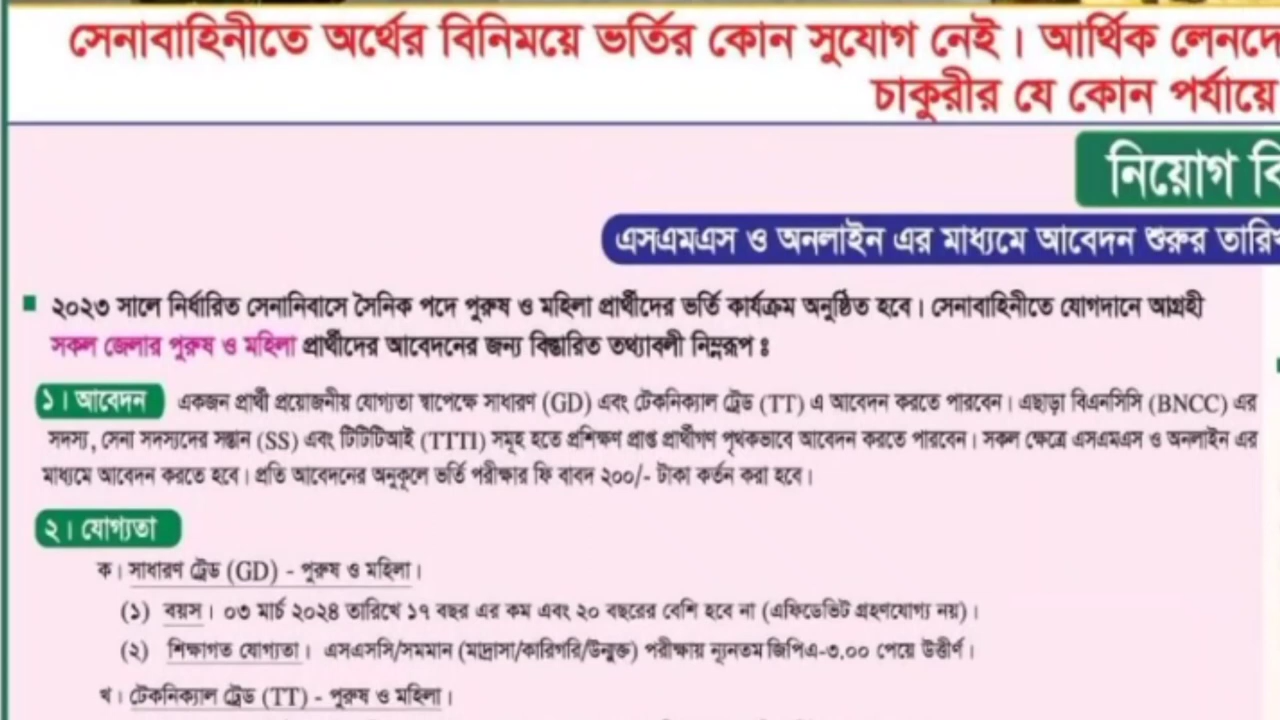 সেনাবাহিনীতে অর্থের বিনিময়ে ভর্তির কোন সুযোগ নেই। আর্থিক লেনদে
চাকুরীর যে কোন পর্যায়ে
নিয়োগ বি
এসএমএস ও অনলাইন এর মাধ্যমে আবেদন শুরুর তারিখ
২০২৩ সালে নির্ধারিত সেনানিবাসে সৈনিক পদে পুরুষ ও মহিলা প্রার্থীদের ভর্তি কার্যক্রম অনুষ্ঠিত হবে। সেনাবাহিনীতে যোগদানে আগ্রহী
সকল জেলার পুরুষ ও মহিলা প্রার্থীদের আবেদনের জন্য বিস্তারিত তথ্যাবলী নিম্নরূপ ঃ
১। আবেদন একজন প্রার্থী প্রয়োজনীয় যোগ্যতা স্বাপেক্ষে সাধারণ (GD) এবং টেকনিক্যাল ট্রেড (TT) এ আবেদন করতে পারবেন। এছাড়া বিএনসিসি (BNCC) এর
সদস্য, সেনা সদস্যদের সন্তান (SS) এবং টিটিটিআই (TTTI) সমূহ হতে প্রশিক্ষণ প্রাপ্ত প্রার্থীগণ পৃথকভাবে আবেদন করতে পারবেন। সকল ক্ষেত্রে এসএমএস ও অনলাইন এর
মাধ্যমে আবেদন করতে হবে। প্রতি আবেদনের অনুকূলে ভর্তি পরীক্ষার ফি বাবদ ২০০/- টাকা কর্তন করা হবে।
২। যোগ্যতা
ক। সাধারণ ট্রেড (GD) - পুরুষ ও মহিলা।
(১) বয়স। ০৩ মার্চ ২০২৪ তারিখে ১৭ বছর এর কম এবং ২০ বছরের বেশি হবে না (এফিডেভিট গ্রহণযোগ্য নয়)।
(২) শিক্ষাগত যোগ্যতা। এসএসসি/সমমান (মাদ্রাসা/কারিগরি/উন্মুক্ত) পরীক্ষায় ন্যূনতম জিপিএ-৩.০০ পেয়ে উত্তীর্ণ।
খ। টেকনিক্যাল ট্রেড (TT) - পুরুষ ও মহিলা।